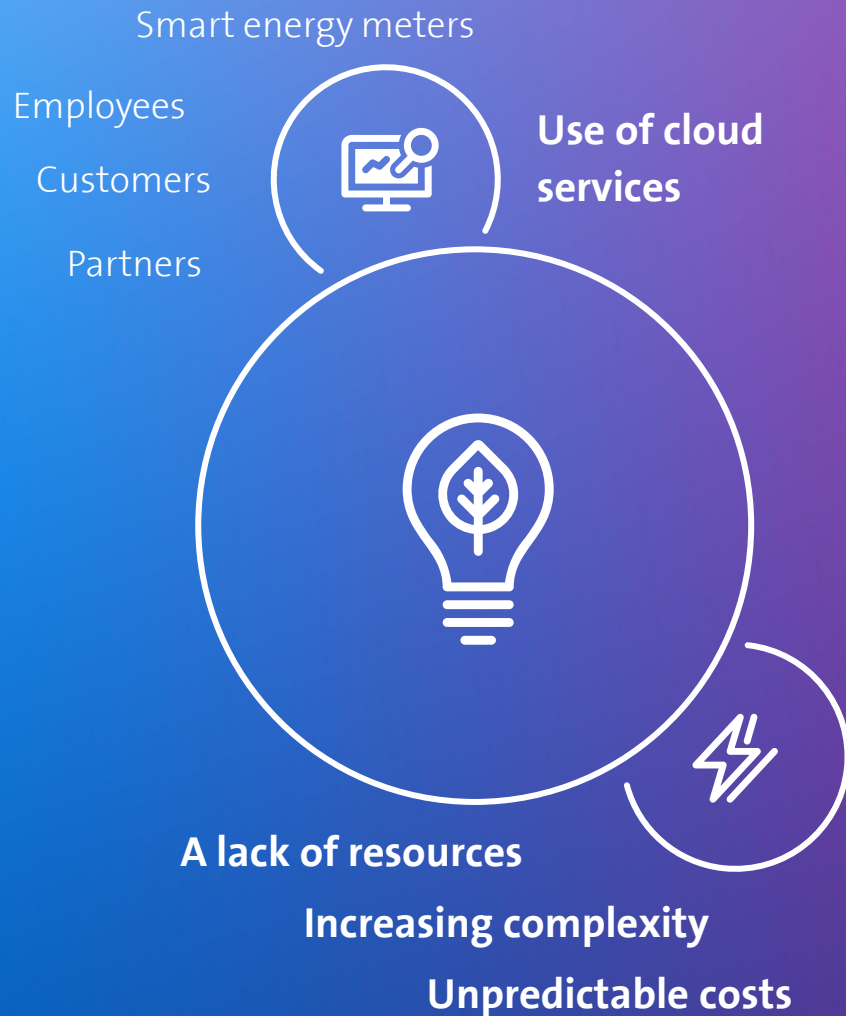 Smart energy meters
Employees
Customers
Partners
Use of cloud
services
A lack of resources
Increasing complexity
Unpredictable costs